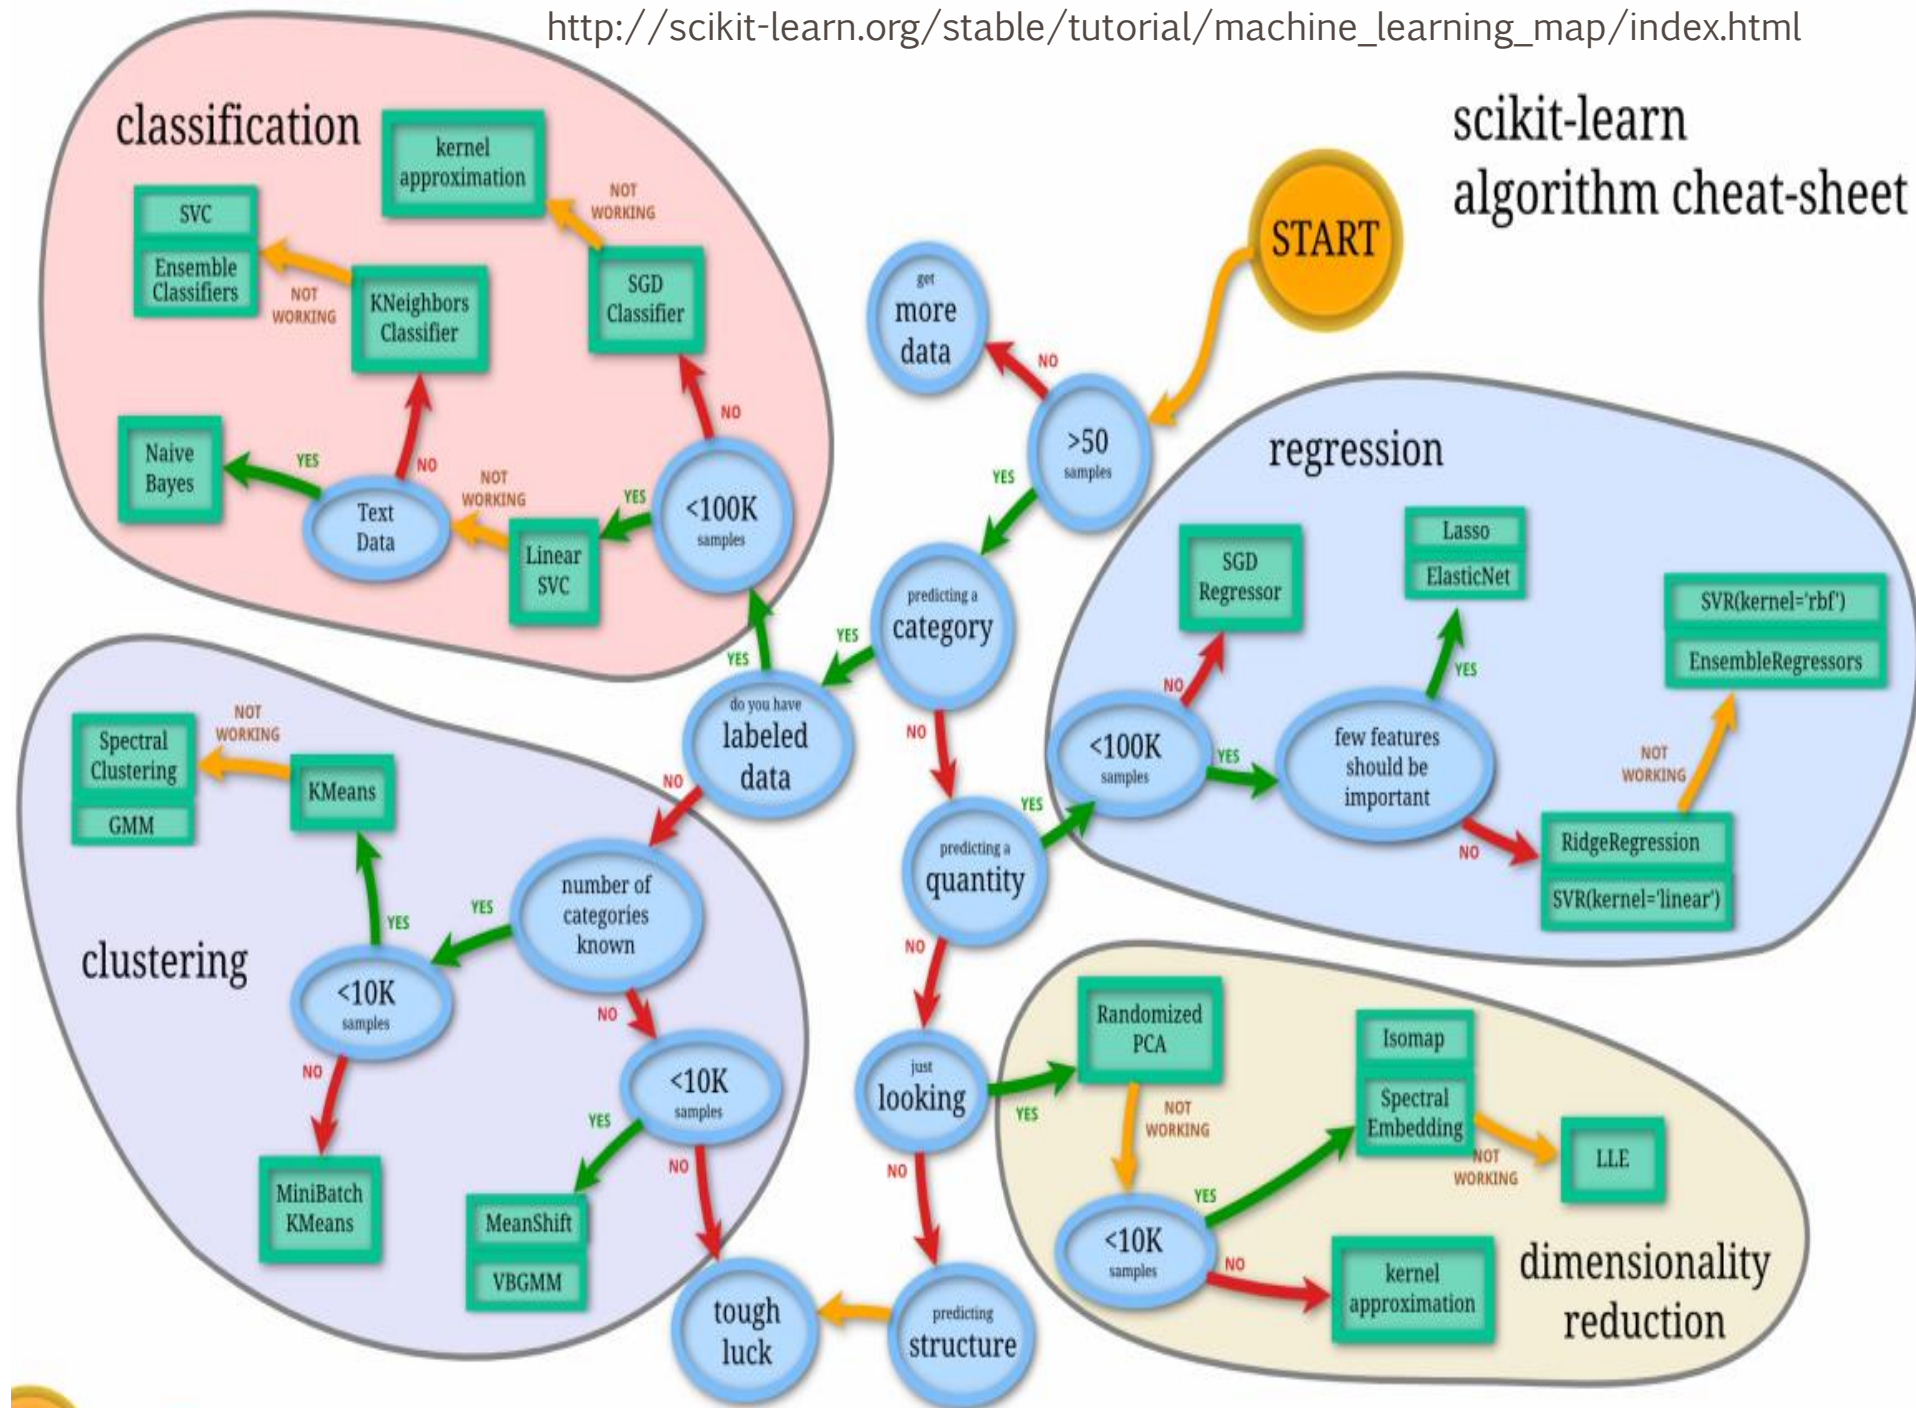 http://scikit-learn.org/stable/tutorial/machine_learning_map/index.html
scikit-learn
algorithm cheat-sheet
START
>50
samples
NO
get
more
data
YES
predicting a
category
YES
do you have
labeled
data
YES
NO
NO
predicting a
quantity
YES
NO
just
looking
YES
NO
predicting
structure
tough
luck
classification
kernel
approximation
NOT
WORKING
SGD
Classifier
NO
<100K
samples
YES
Linear
SVC
NOT
WORKING
Text
Data
YES
Naive
Bayes
NO
KNeighbors
Classifier
NOT
WORKING
SVC
Ensemble
Classifiers
regression
<100K
samples
NO
SGD
Regressor
YES
few features
should be
important
YES
Lasso
ElasticNet
NO
RidgeRegression
SVR(kernel='linear')
NOT
WORKING
SVR(kernel='rbf')
EnsembleRegressors
clustering
number of
categories
known
YES
<10K
samples
YES
KMeans
NOT
WORKING
Spectral
Clustering
GMM
NO
MiniBatch
KMeans
NO
<10K
samples
YES
MeanShift
VBGMM
NO
dimensionality
reduction
Randomized
PCA
NOT
WORKING
<10K
samples
YES
Isomap
Spectral
Embedding
NOT
WORKING
LLE
NO
kernel
approximation